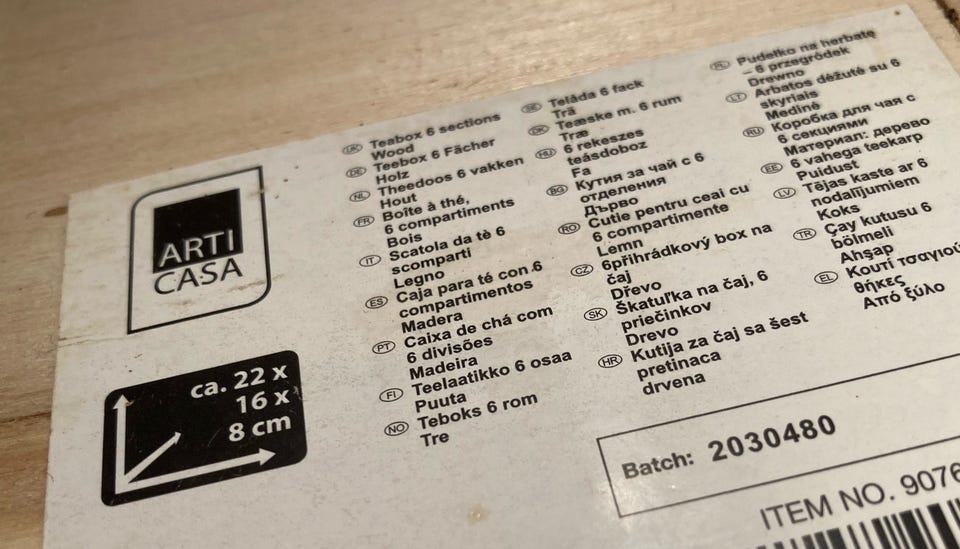 ARTI
CASA
ca. 22 x
16 x
8 cm
UK Teabox 6 sections
Wood
DE Teebox 6 Fächer
Holz
NL Theedoos 6 vakken
Hout
FR Boîte à thé,
6 compartiments
Bois
IT Scatola da tè 6
scomparti
Legno
ES Caja para té con 6
compartimentos
Madera
PT Caixa de chá com
6 divisões
Madeira
FI Teelaatikko 6 osaa
Puuta
NO Teboks 6 rom
Tre
SE Telåda 6 fack
Trä
DK Teæske m. 6 rum
Træ
HU 6 rekeszes
teásdoboz
Fa
BG Кутия за чай с 6
отделения
Дърво
RO Cutie pentru ceai cu
6 compartimente
Lemn
CZ 6přihrádkový box na
čaj
Dřevo
SK Škatuľka na čaj, 6
priečinkov
Drevo
HR Kutija za čaj sa šest
pretinaca
drvena
PL Pudełko na herbatę
– 6 przegródek
Drewno
LT Arbatos dėžutė su 6
skyriais
Medinė
RU Коробка для чая с
6 секциями
Материал: дерево
EE 6 vahega teekarp
Puidust
LV Tējas kaste ar 6
nodalījumiem
Koks
TR Çay kutusu 6
bölmeli
Ahşap
EL Κουτί τσαγιού
θήκες
Από ξύλο
Batch: 2030480
ITEM NO. 9076